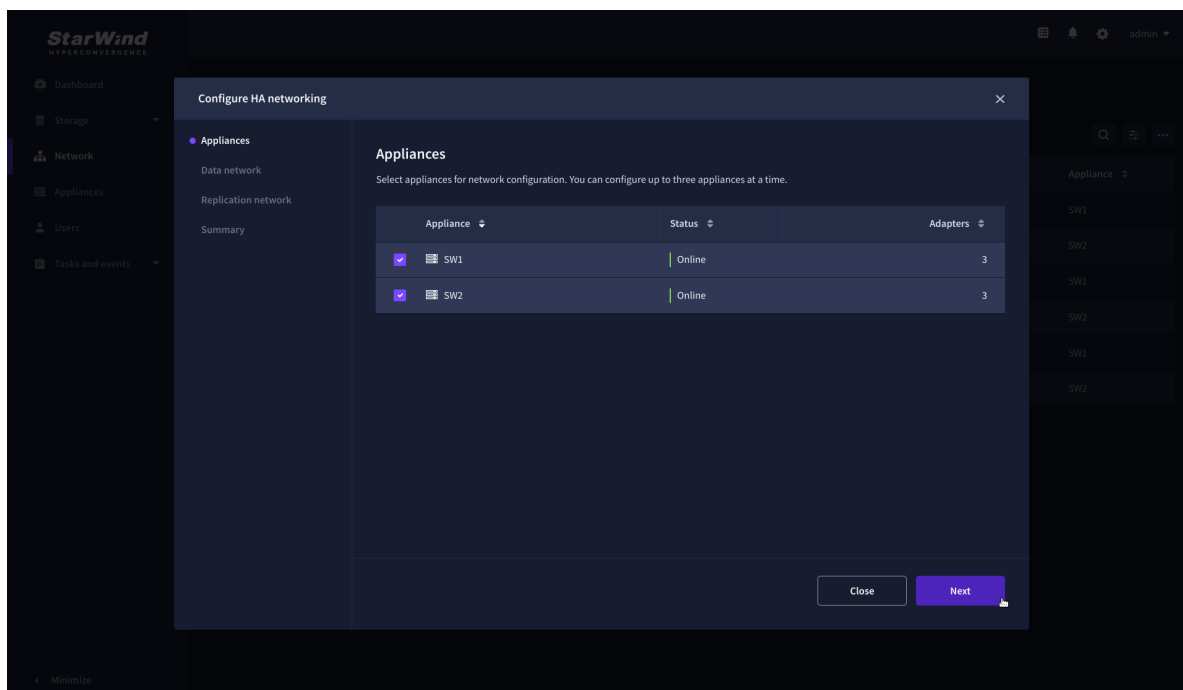 StarWind
HYPERCONVERGENCE
admin
Dashboard
Storage
Network
Appliances
Users
Tasks and events
Minimize
Configure HA networking
Appliances
Data network
Replication network
Summary
Appliances
Select appliances for network configuration. You can configure up to three appliances at a time.
Appliance Status Adapters
SW1 Online 3
SW2 Online 3
Close Next
Appliance
SW1
SW2
SW1
SW2
SW1
SW2